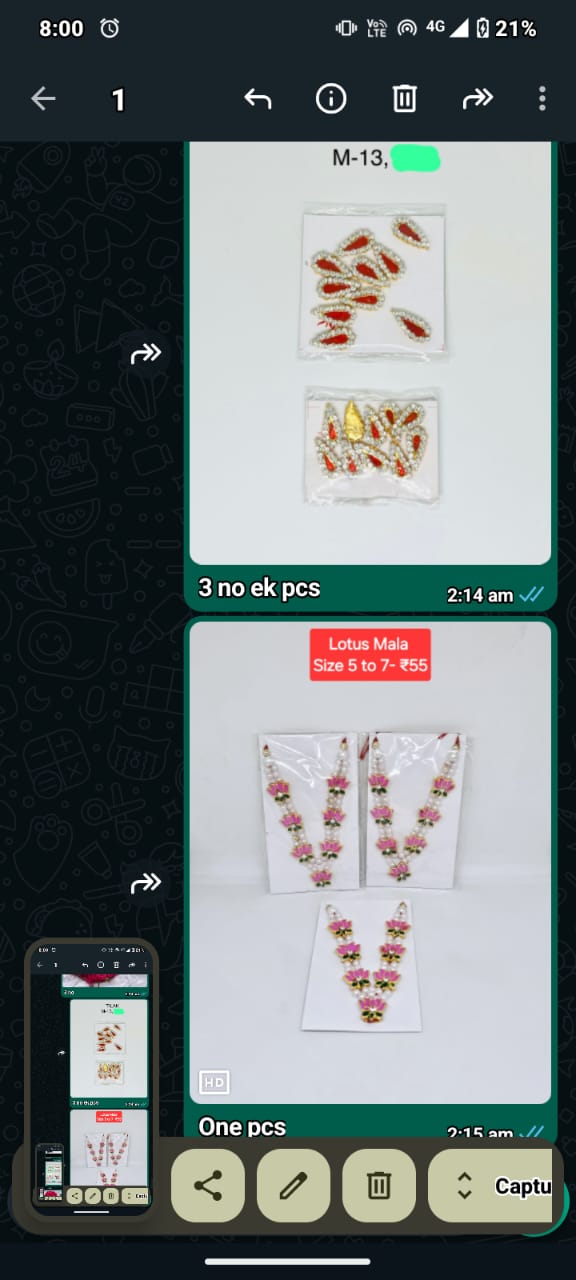 8:00
Vo)) LTE
4G
21%
1
M-13,
3 no ek pcs
2:14 am
Lotus Mala
Size 5 to 7- ₹55
HD
One pcs
2:15 am
Captu